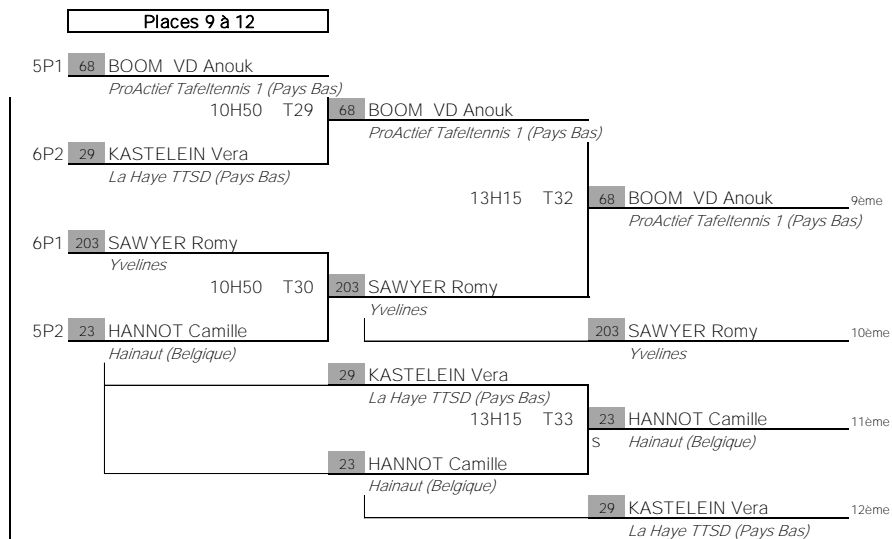 Places 9 à 12
5P1 68 BOOM VD Anouk
ProActief Tafeltennis 1 (Pays Bas)
10H50 T29 68 BOOM VD Anouk
ProActief Tafeltennis 1 (Pays Bas)
6P2 29 KASTELEIN Vera
La Haye TTSD (Pays Bas)
13H15 T32 68 BOOM VD Anouk 9ème
ProActief Tafeltennis 1 (Pays Bas)
6P1 203 SAWYER Romy
Yvelines
10H50 T30 203 SAWYER Romy
Yvelines
5P2 23 HANNOT Camille 203 SAWYER Romy 10ème
Hainaut (Belgique) Yvelines
29 KASTELEIN Vera
La Haye TTSD (Pays Bas)
13H15 T33 23 HANNOT Camille 11ème
S Hainaut (Belgique)
23 HANNOT Camille
Hainaut (Belgique)
29 KASTELEIN Vera 12ème
La Haye TTSD (Pays Bas)